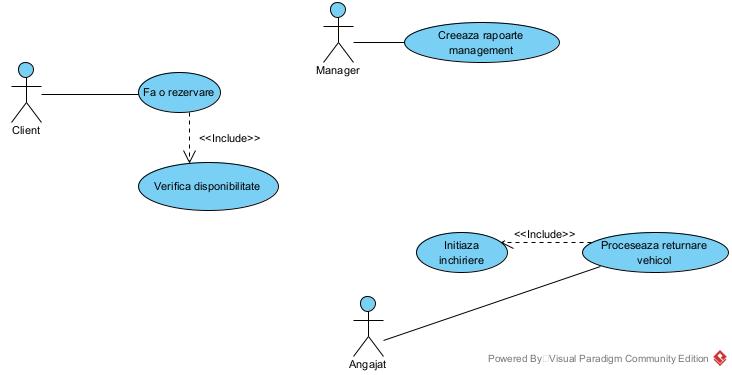 Creeaza rapoarte
management
Manager
Client
Fa o rezervare
<<Include>>
Verifica disponibilitate
<<Include>>
Initiaza
inchiriere
Proceseaza returnare
vehicol
Angajat
Powered By Visual Paradigm Community Edition